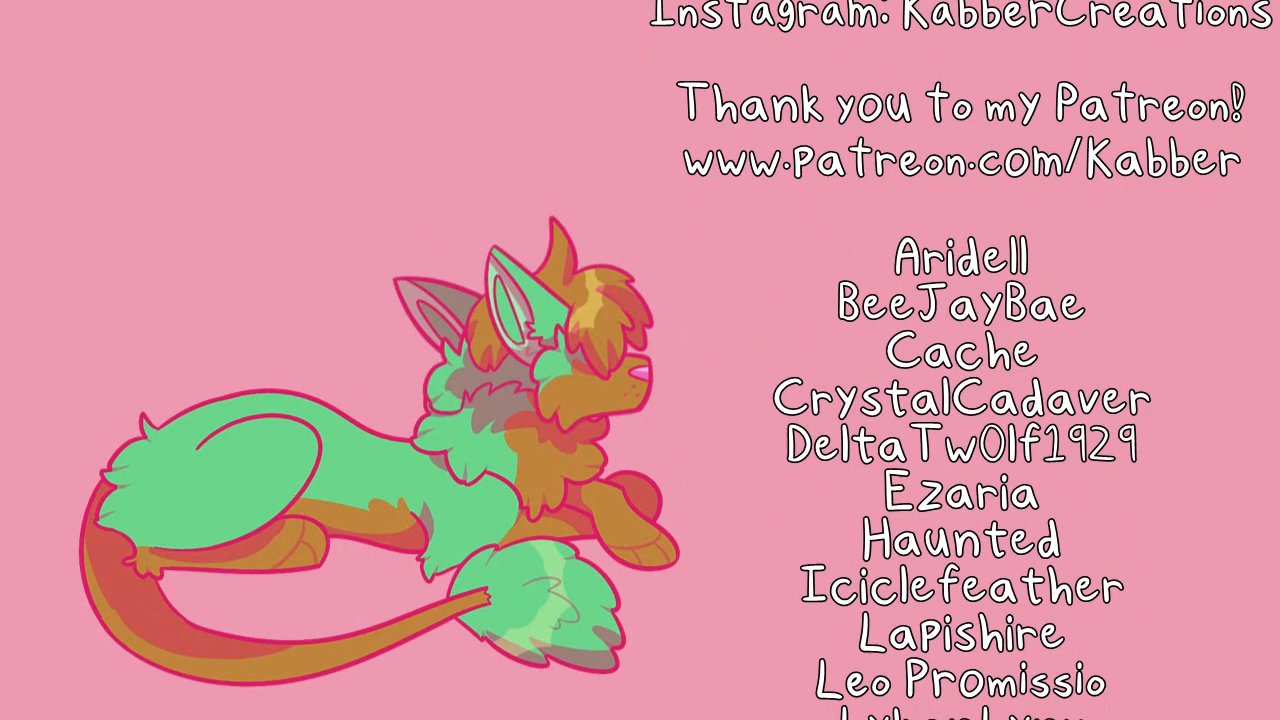 Instagram: KabberCreations
Thank you to my Patreon!
www.patreon.com/Kabber
Aridell
BeeJayBae
Cache
CrystalCadaver
DeltaTw0lf1929
Ezaria
Haunted
Iciclefeather
Lapishire
Leo Promissio